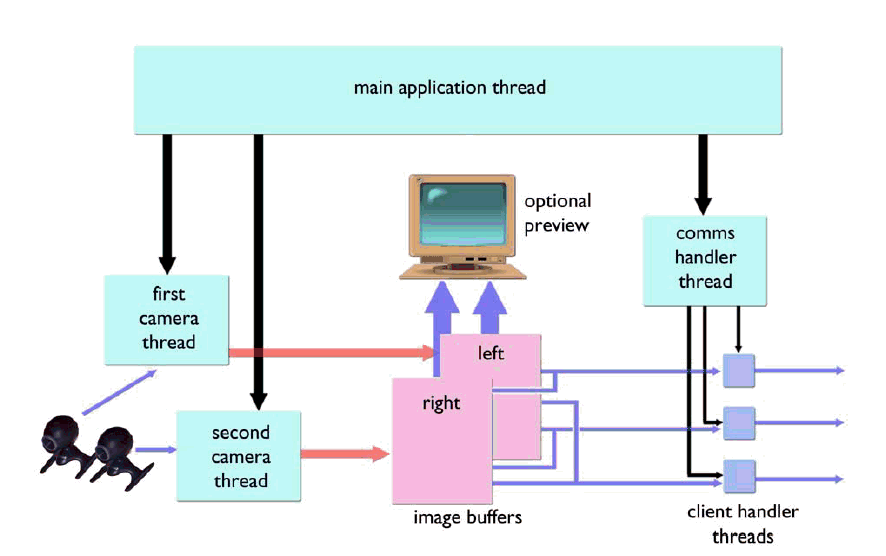 main application thread
optional
preview
comms
handler
thread
first
camera
thread
left
right
second
camera
thread
image buffers
client handler
threads